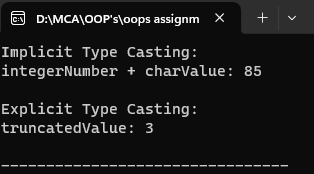 D:\MCA\OOP's\oops assignm
Implicit Type Casting:
integerNumber + charValue: 85
Explicit Type Casting:
truncatedValue: 3
--------------------------------